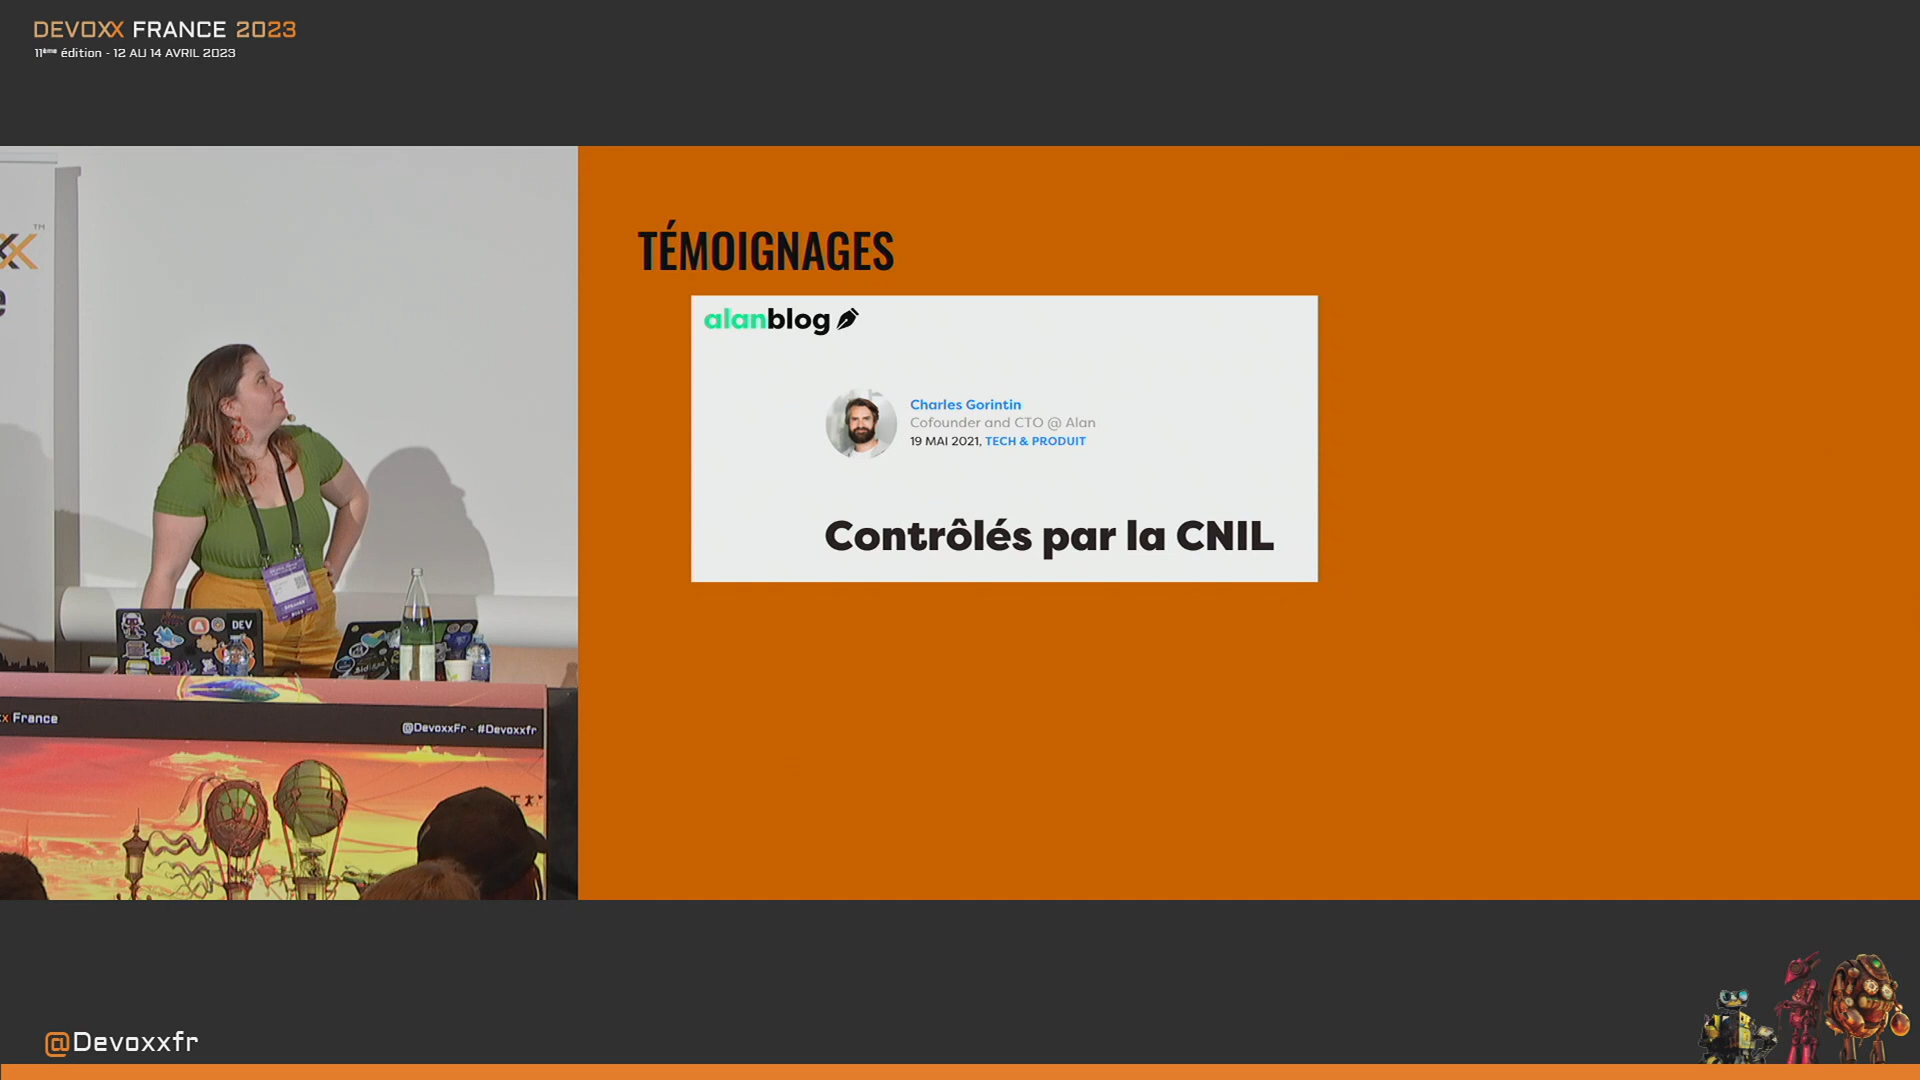 DEVOXX FRANCE 2023
11ème édition - 12 AU 14 AVRIL 2023
TM
TÉMOIGNAGES
alanblog
Charles Gorintin
Cofounder and CTO @ Alan
19 MAI 2021, TECH & PRODUIT
Contrôlés par la CNIL
DEV
x France
@DevoxxFr - #Devoxxfr
@Devoxxfr